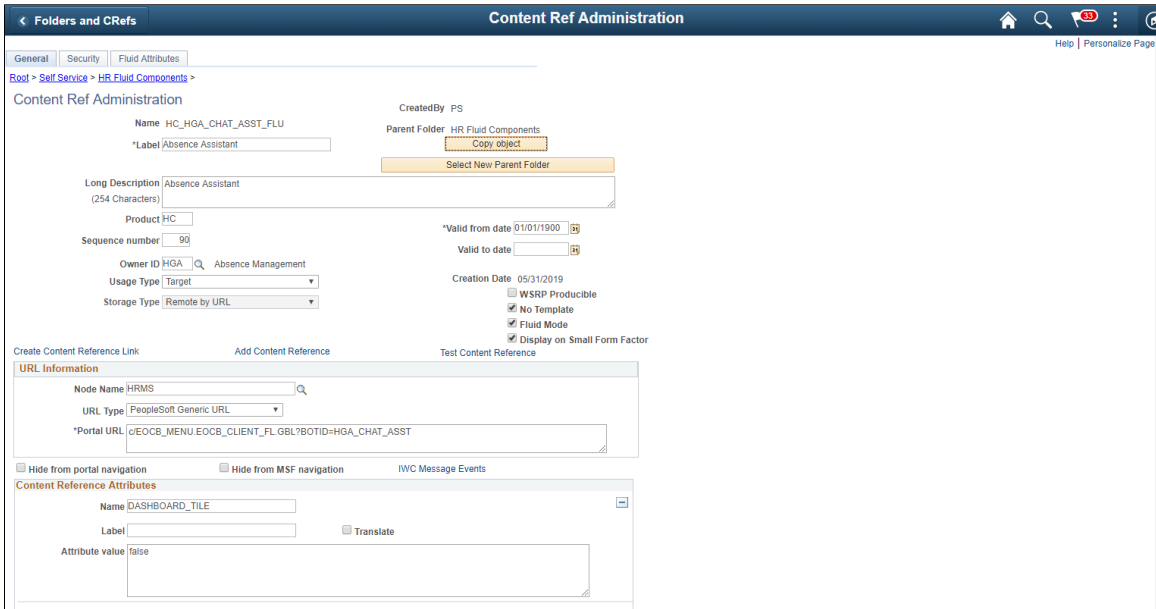 Folders and CRefs
Content Ref Administration
33
Help | Personalize Page
General Security Fluid Attributes
Root > Self Service > HR Fluid Components >
Content Ref Administration
CreatedBy PS
Name HC_HGA_CHAT_ASST_FLU
Parent Folder HR Fluid Components
*Label Absence Assistant
Copy object
Select New Parent Folder
Long Description Absence Assistant
(254 Characters)
Product HC
*Valid from date 01/01/1900
Sequence number 90
Valid to date
Owner ID HGA Absence Management
Creation Date 05/31/2019
Usage Type Target
WSRP Producible
Storage Type Remote by URL
No Template
Fluid Mode
Display on Small Form Factor
Create Content Reference Link Add Content Reference Test Content Reference
URL Information
Node Name HRMS
URL Type PeopleSoft Generic URL
*Portal URL c/EOCB_MENU.EOCB_CLIENT_FL.GBL?BOTID=HGA_CHAT_ASST
Hide from portal navigation Hide from MSF navigation IWC Message Events
Content Reference Attributes
Name DASHBOARD_TILE
Label Translate
Attribute value false